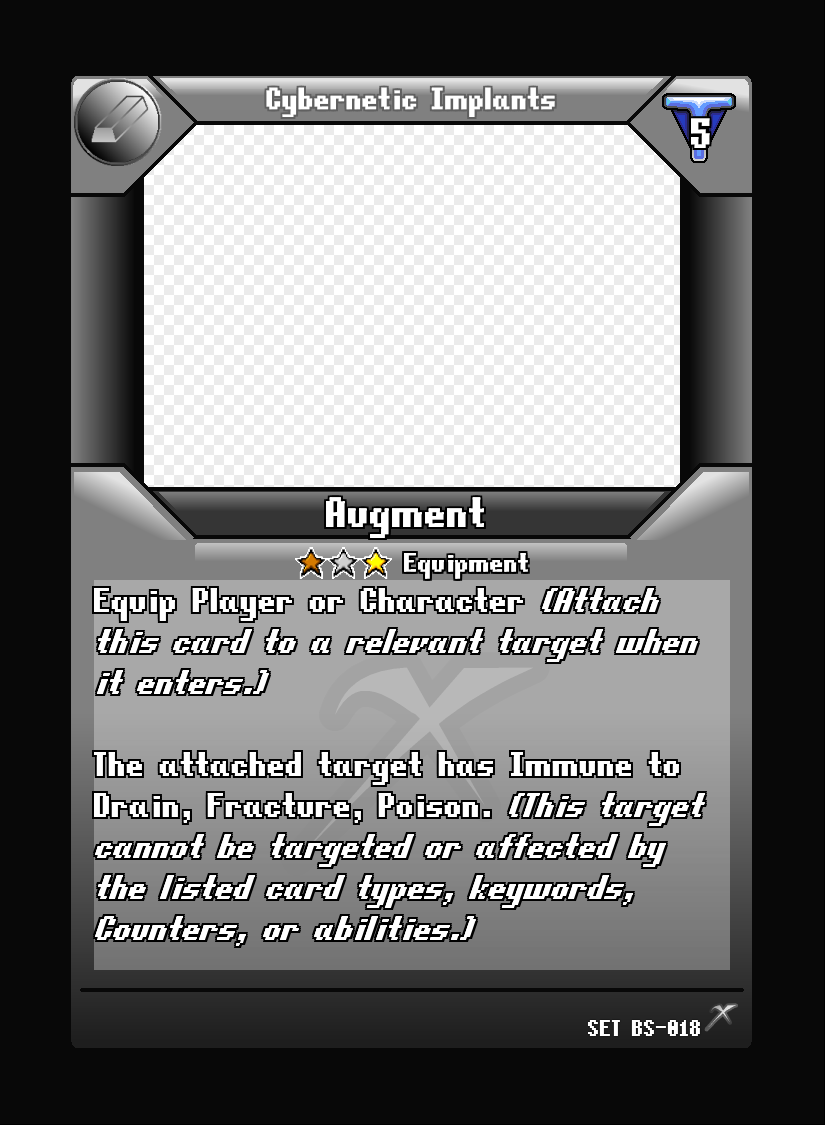 Cybernetic Implants
5
Augment
Equipment
Equip Player or Character (Attach
this card to a relevant target when
it enters.)
The attached target has Immune to
Drain, Fracture, Poison. (This target
cannot be targeted or affected by
the listed card types, keywords,
Counters, or abilities.)
SET BS-018